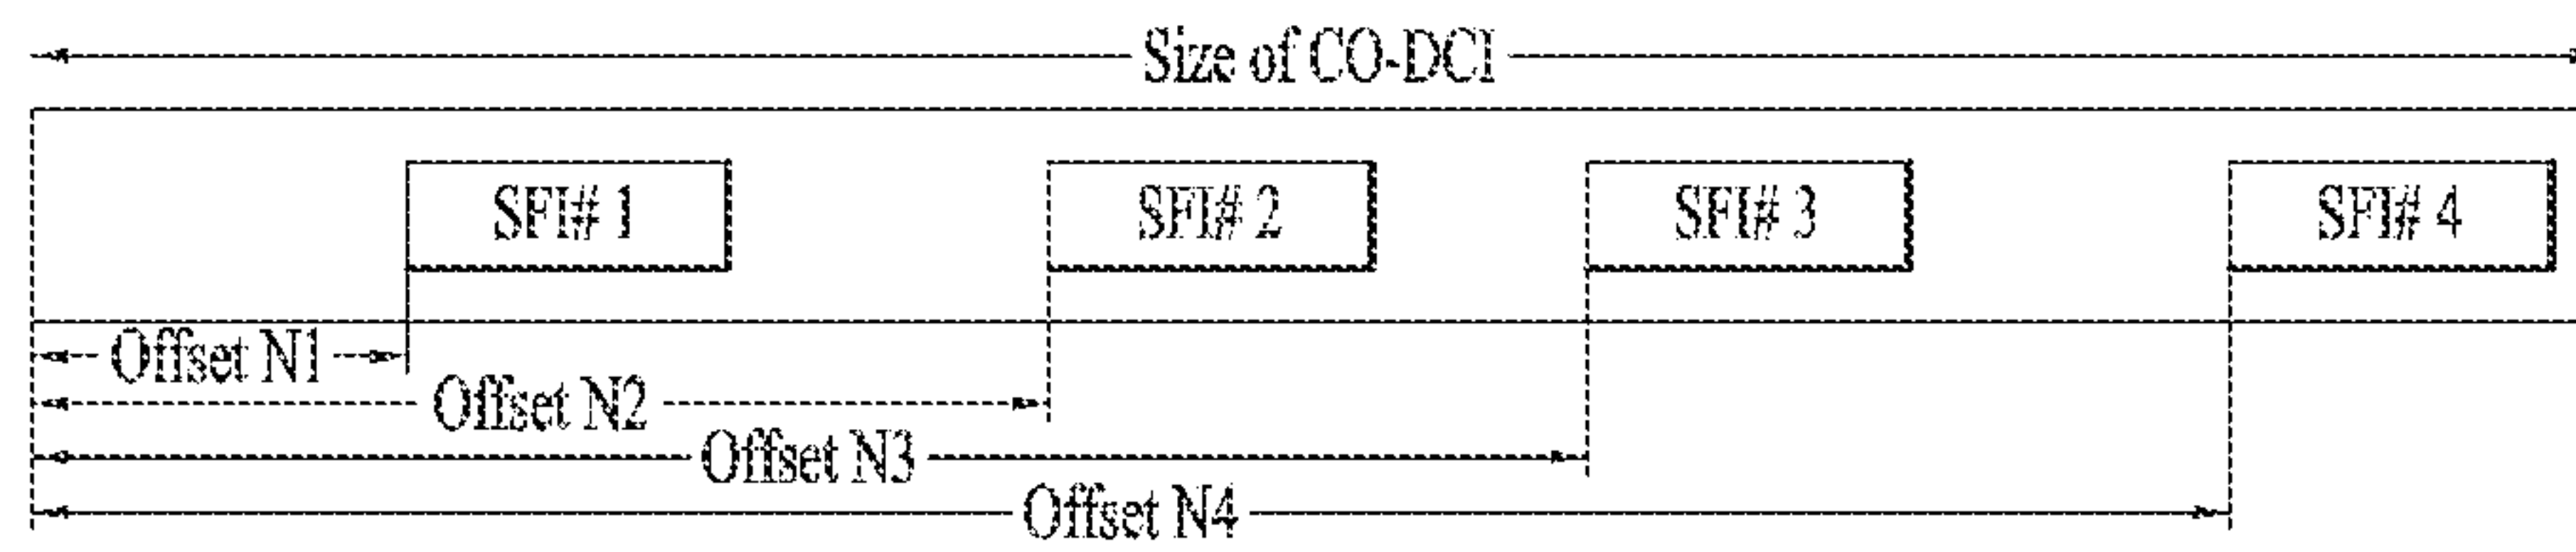 Size of CO-DCI
SFI# 1 SFI# 2 SFI# 3 SFI# 4
Offset N1
Offset N2
Offset N3
Offset N4